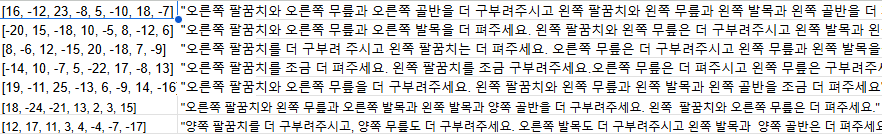 [16, -12, 23, -8, 5, -10, 18, -7] "오른쪽 팔꿈치와 오른쪽 무릎과 오른쪽 골반을 더 구부려주시고 왼쪽 팔꿈치와 왼쪽 무릎과 왼쪽 발목과 왼쪽 골반을 더
[-20, 15, -18, 10, -5, 8, -12, 6] "오른쪽 팔꿈치와 오른쪽 무릎과 오른쪽 발목을 더 펴주세요. 왼쪽 팔꿈치와 왼쪽 무릎은 더 구부려주시고 왼쪽 발목과 왼
[8, -6, 12, -15, 20, -18, 7, -9] "오른쪽 팔꿈치를 더 구부려 주시고 왼쪽 팔꿈치는 더 펴주세요. 오른쪽 무릎은 더 구부려주시고 왼쪽 무릎과 왼쪽 발목을
[-14, 10, -7, 5, -22, 17, -8, 13] "오른쪽 팔꿈치를 조금 더 펴주세요. 왼쪽 팔꿈치를 조금 구부려주세요.오른쪽 무릎은 더 펴주시고 왼쪽 무릎은 더 구부려
[19, -11, 25, -13, 6, -9, 14, -16] "오른쪽 팔꿈치와 오른쪽 무릎을 더 구부려주세요. 왼쪽 팔꿈치와 왼쪽 무릎과 왼쪽 발목과 왼쪽 골반을 조금 더 펴주세
[18, -24, -21, 13, 2, 3, 15] "오른쪽 팔꿈치와 왼쪽 무릎과 오른쪽 발목과 왼쪽 발목과 양쪽 골반을 더 구부려주세요. 왼쪽 팔꿈치와 오른쪽 무릎은 더 펴주세요."
[12, 17, 11, 3, 4, -4, -7, -17] "양쪽 팔꿈치를 더 구부려주시고, 양쪽 무릎도 더 구부려주세요. 오른쪽 발목도 더 구부려주시고 왼쪽 발목과 양쪽 골반은 더 펴주세